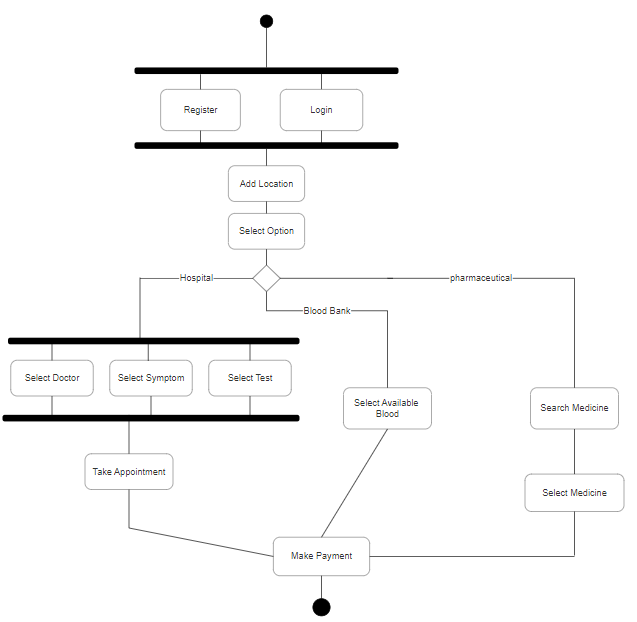 Register
Login
Add Location
Select Option
Hospital
pharmaceutical
Blood Bank
Select Doctor
Select Symptom
Select Test
Select Available
Blood
Search Medicine
Take Appointment
Select Medicine
Make Payment